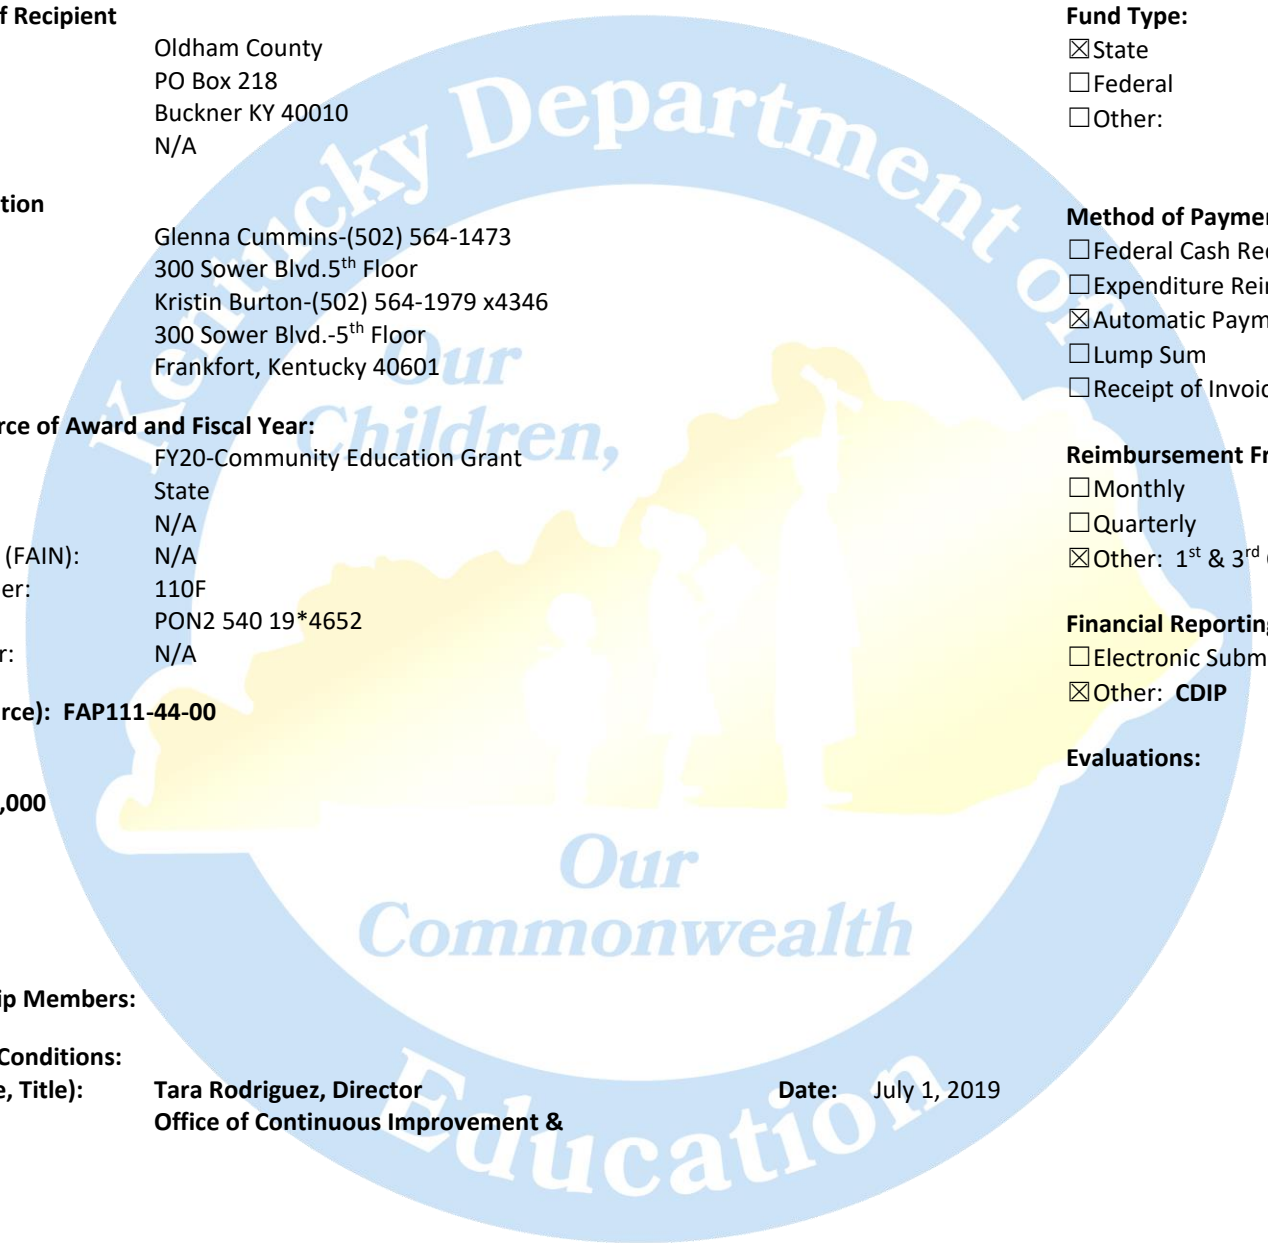 f Recipient
Oldham County
PO Box 218
Buckner KY 40010
N/A
tion
Glenna Cummins-(502) 564-1473
300 Sower Blvd.5th Floor
Kristin Burton-(502) 564-1979 x4346
300 Sower Blvd.-5th Floor
Frankfort, Kentucky 40601
rce of Award and Fiscal Year:
FY20-Community Education Grant
State
N/A
(FAIN): N/A
er: 110F
PON2 540 19*4652
r: N/A
rce): FAP111-44-00
,000
ip Members:
Conditions:
e, Title): Tara Rodriguez, Director Date: July 1, 2019
Office of Continuous Improvement &
Fund Type:
☒State
☐Federal
☐Other:
Method of Payme
☐Federal Cash Re
☐Expenditure Rei
☒Automatic Paym
☐Lump Sum
☐Receipt of Invoi
Reimbursement Fr
☐Monthly
☐Quarterly
☒Other: 1st & 3rd
Financial Reportin
☐Electronic Subm
☒Other: CDIP
Evaluations:
Kentucky Department of
Education
Our
Children,
Our
Commonwealth